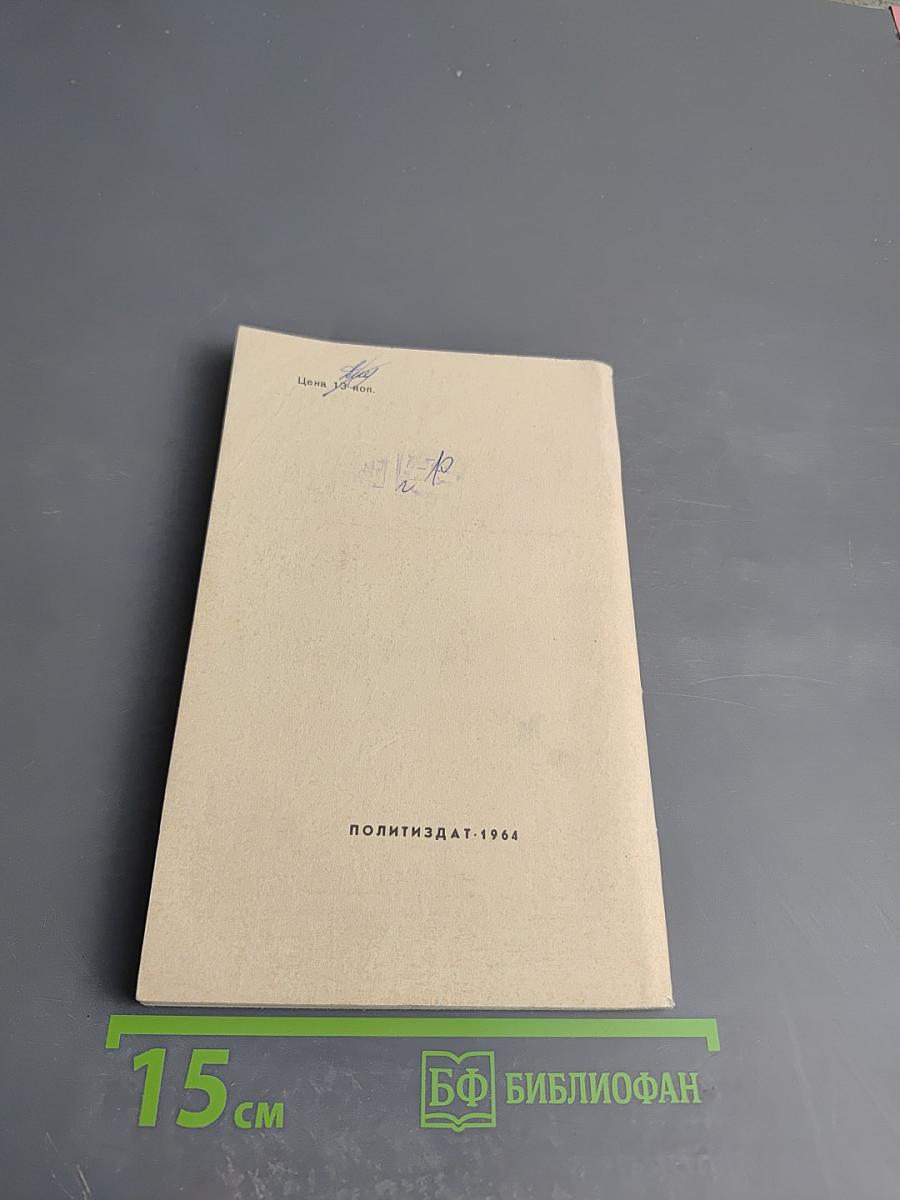 Цена 13 коп.
ПОЛИТИЗДАТ·1964
15 см
БФ БИБЛИОФАН